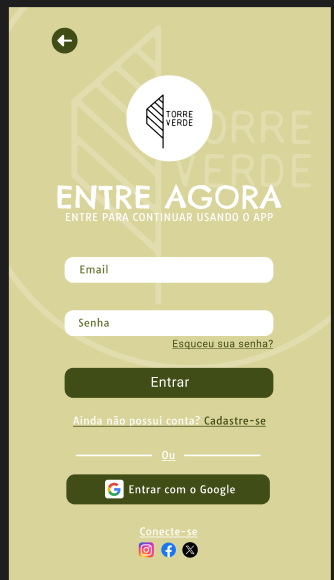 TORRE
VERDE
TORRE
VERDE
ENTRE AGORA
ENTRE PARA CONTINUAR USANDO O APP
Email
Senha
Esquceu sua senha?
Entrar
Ainda não possui conta? Cadastre-se
Ou
Entrar com o Google
Conecte-se